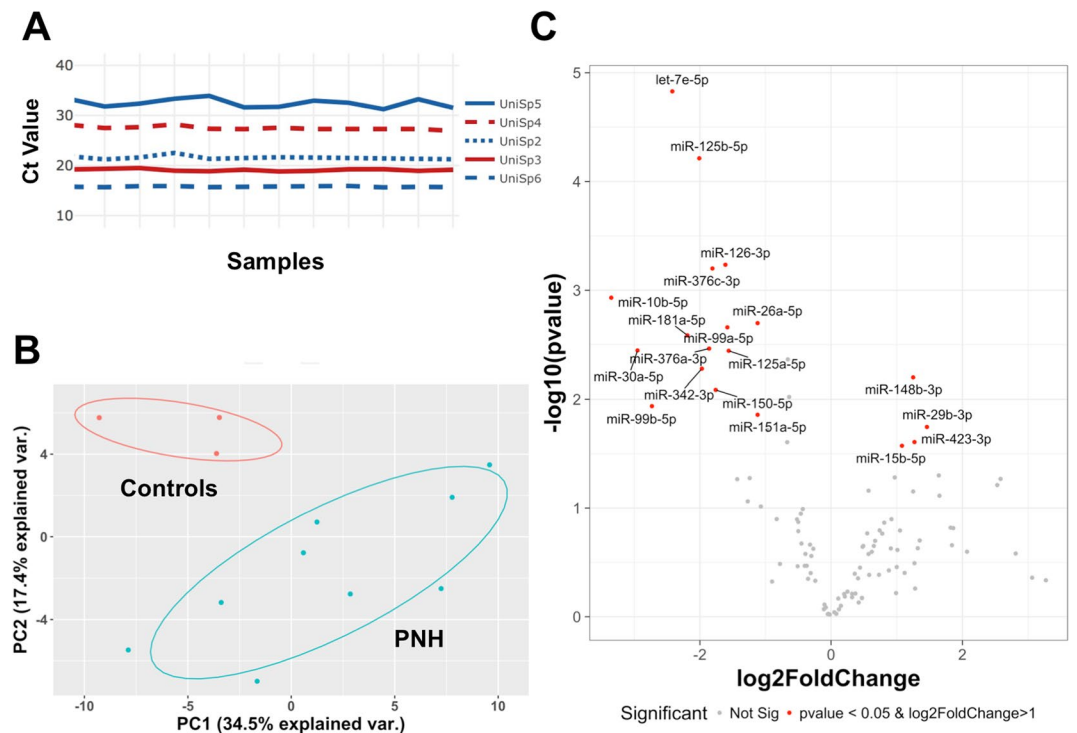 A
40
30
20
10
Ct Value
Samples
UniSp5
UniSp4
UniSp2
UniSp3
UniSp6
B
4
0
-4
PC2 (17.4% explained var.)
Controls
PNH
-10
-5
0
5
10
PC1 (34.5% explained var.)
C
5
4
3
2
1
0
-log10(pvalue)
let-7e-5p
miR-125b-5p
miR-126-3p
miR-376c-3p
miR-10b-5p
miR-26a-5p
miR-181a-5p
miR-99a-5p
miR-376a-3p
miR-125a-5p
miR-30a-5p
miR-342-3p
miR-150-5p
miR-99b-5p
miR-151a-5p
miR-148b-3p
miR-29b-3p
miR-423-3p
miR-15b-5p
-2
0
2
log2FoldChange
Significant Not Sig pvalue < 0.05 & log2FoldChange>1